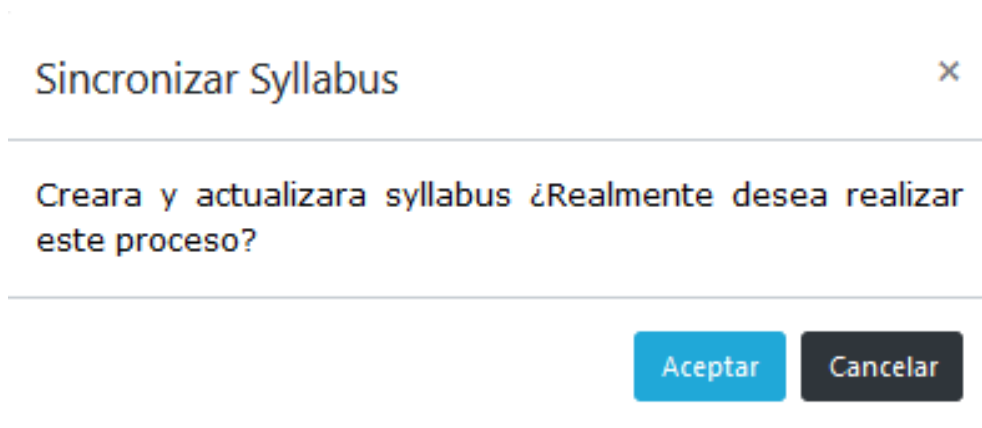 Sincronizar Syllabus ×
Creara y actualizara syllabus ¿Realmente desea realizar
este proceso?
Aceptar Cancelar